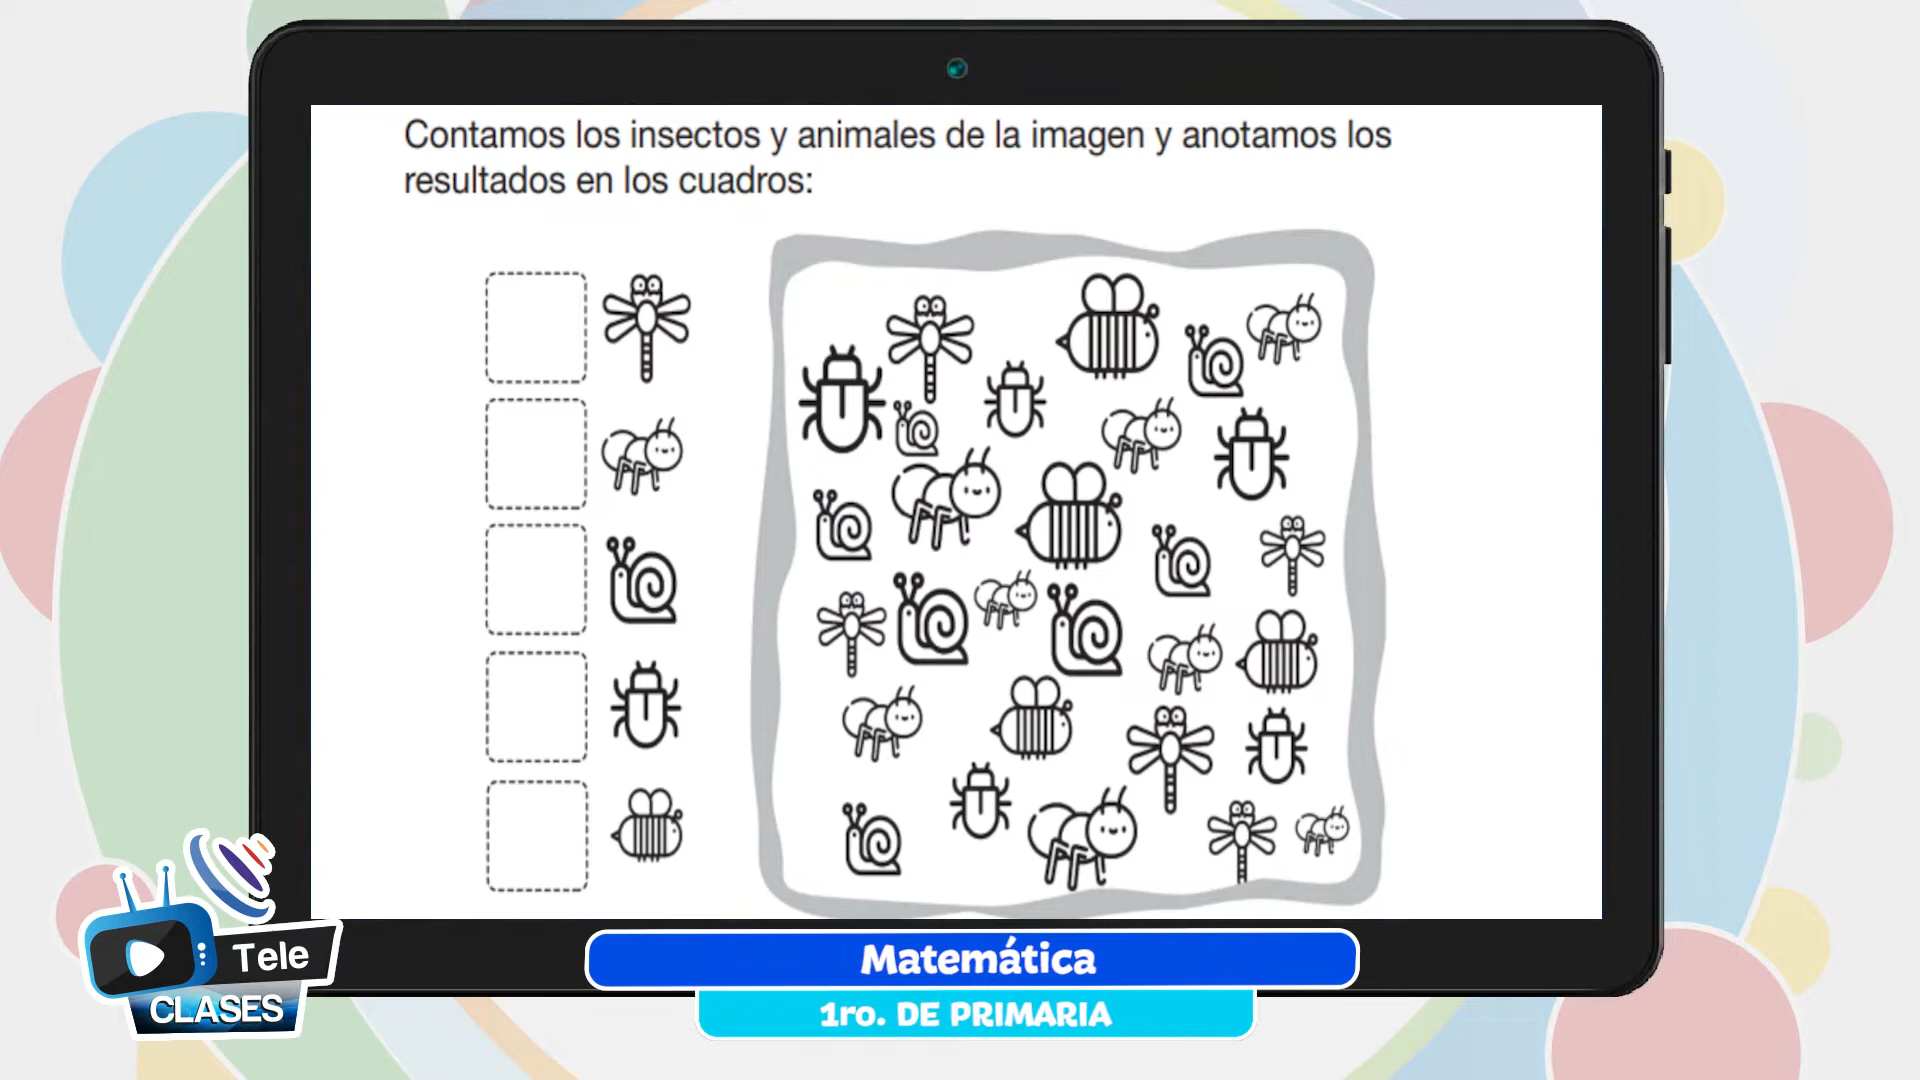 Contamos los insectos y animales de la imagen y anotamos los
resultados en los cuadros:
Tele
CLASES
Matemática
1ro. DE PRIMARIA